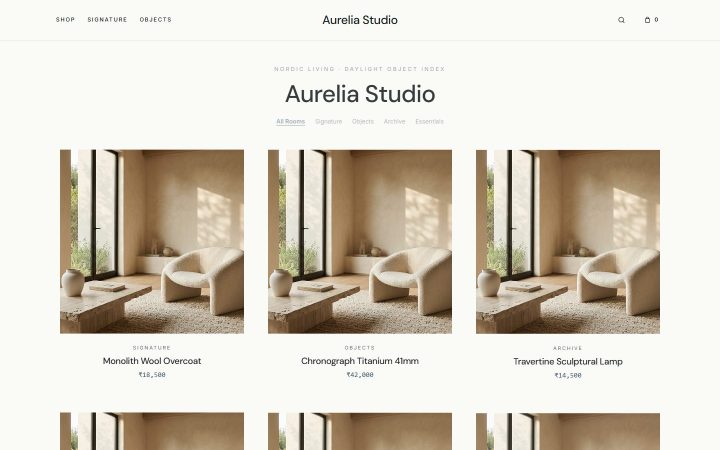 SHOP SIGNATURE OBJECTS Aurelia Studio 0
NORDIC LIVING · DAYLIGHT OBJECT INDEX
Aurelia Studio
All Rooms Signature Objects Archive Essentials
SIGNATURE OBJECTS ARCHIVE
Monolith Wool Overcoat Chronograph Titanium 41mm Travertine Sculptural Lamp
₹18,500 ₹42,000 ₹14,500